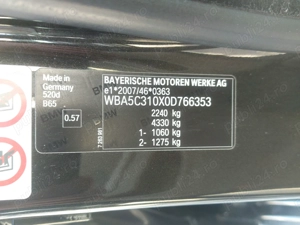 Made in
Germany
520d
B65
0.57
BAYERISCHE MOTOREN WERKE AG
e1*2007/46*0363
WBA5C310X0D766353
2240 kg
4330 kg
1- 1060 kg
2- 1275 kg